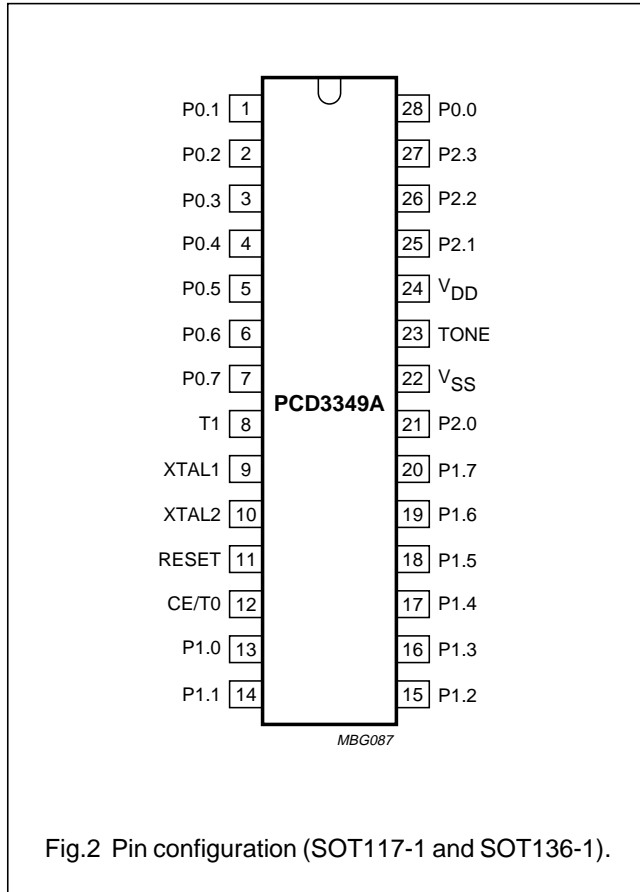 P0.1 1 28 P0.0
P0.2 2 27 P2.3
P0.3 3 26 P2.2
P0.4 4 25 P2.1
P0.5 5 24 VDD
P0.6 6 23 TONE
P0.7 7 22 VSS
PCD3349A
T1 8 21 P2.0
XTAL1 9 20 P1.7
XTAL2 10 19 P1.6
RESET 11 18 P1.5
CE/T0 12 17 P1.4
P1.0 13 16 P1.3
P1.1 14 15 P1.2
MBG087
Fig.2 Pin configuration (SOT117-1 and SOT136-1).